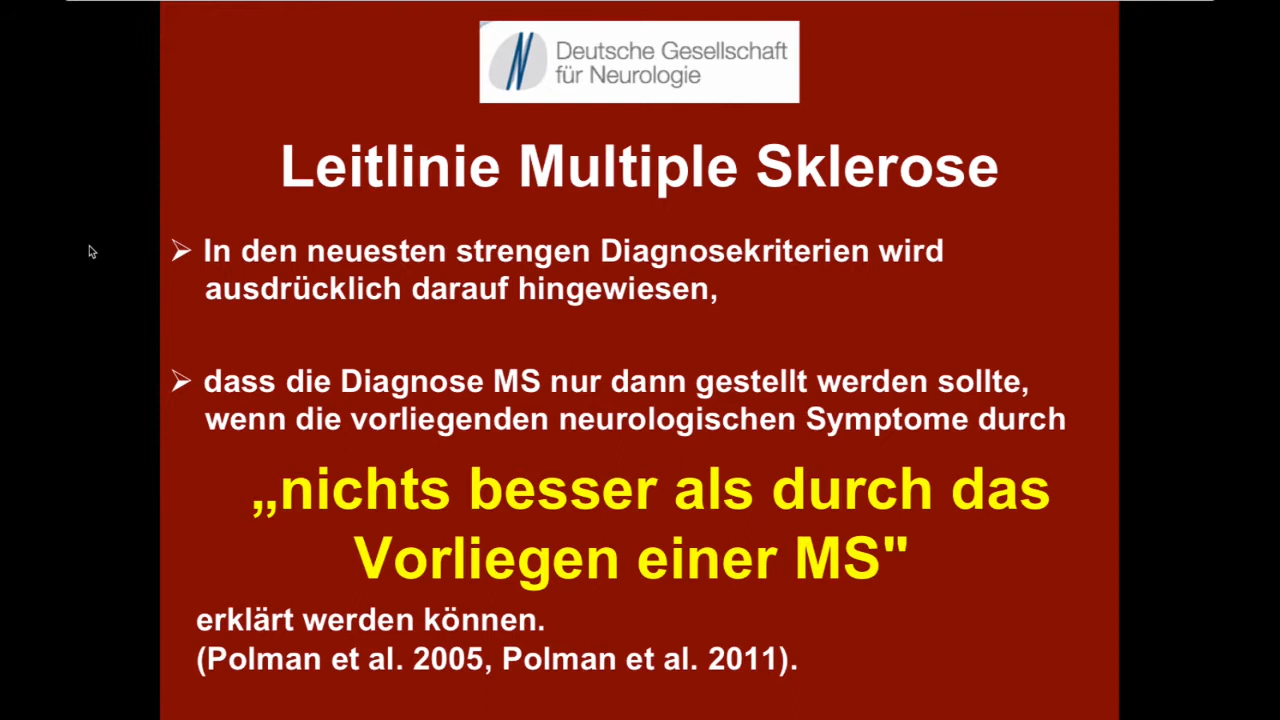 Deutsche Gesellschaft
für Neurologie
Leitlinie Multiple Sklerose
➢ In den neuesten strengen Diagnosekriterien wird
ausdrücklich darauf hingewiesen,
➢ dass die Diagnose MS nur dann gestellt werden sollte,
wenn die vorliegenden neurologischen Symptome durch
„nichts besser als durch das
Vorliegen einer MS"
erklärt werden können.
(Polman et al. 2005, Polman et al. 2011).